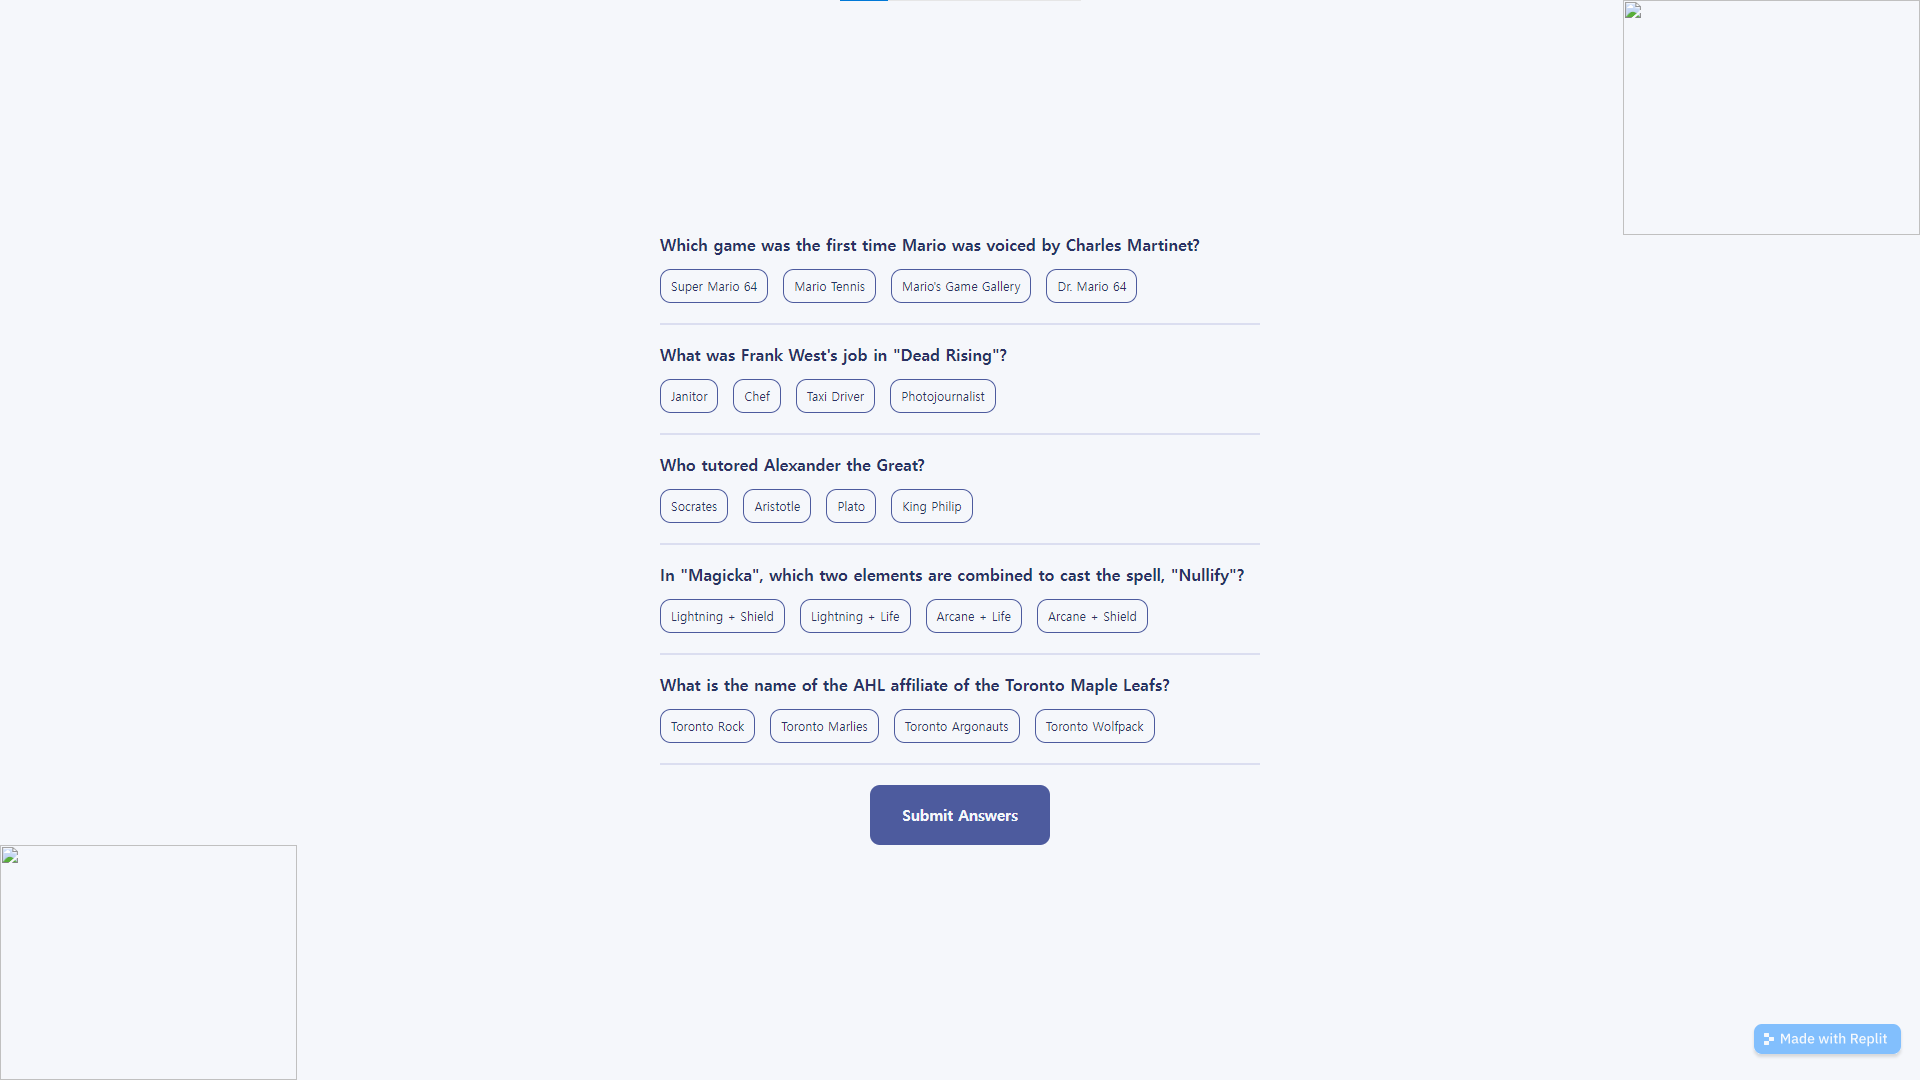 Which game was the first time Mario was voiced by Charles Martinet?
Super Mario 64 Mario Tennis Mario's Game Gallery Dr. Mario 64
What was Frank West's job in "Dead Rising"?
Janitor Chef Taxi Driver Photojournalist
Who tutored Alexander the Great?
Socrates Aristotle Plato King Philip
In "Magicka", which two elements are combined to cast the spell, "Nullify"?
Lightning + Shield Lightning + Life Arcane + Life Arcane + Shield
What is the name of the AHL affiliate of the Toronto Maple Leafs?
Toronto Rock Toronto Marlies Toronto Argonauts Toronto Wolfpack
Submit Answers
Made with Replit